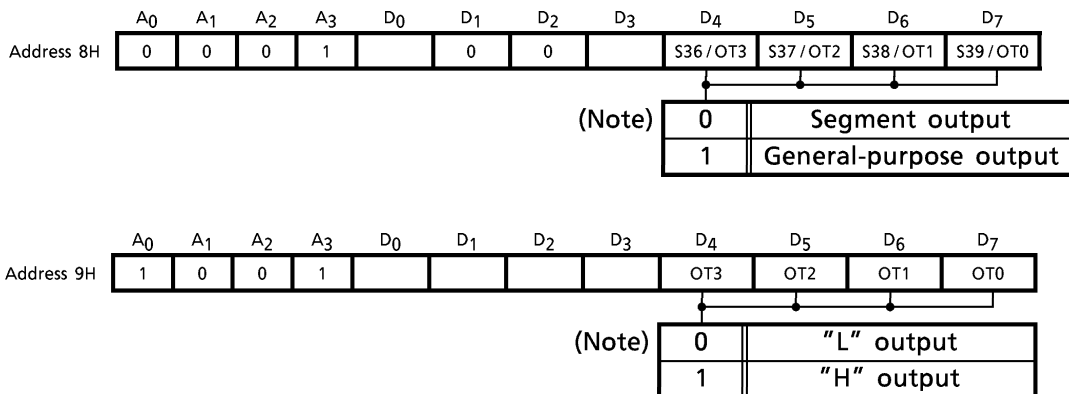 A0 A1 A2 A3 D0 D1 D2 D3 D4 D5 D6 D7
Address 8H 0 0 0 1 0 0 S36/OT3 S37/OT2 S38/OT1 S39/OT0
(Note) 0 Segment output
1 General-purpose output
A0 A1 A2 A3 D0 D1 D2 D3 D4 D5 D6 D7
Address 9H 1 0 0 1 OT3 OT2 OT1 OT0
(Note) 0 "L" output
1 "H" output